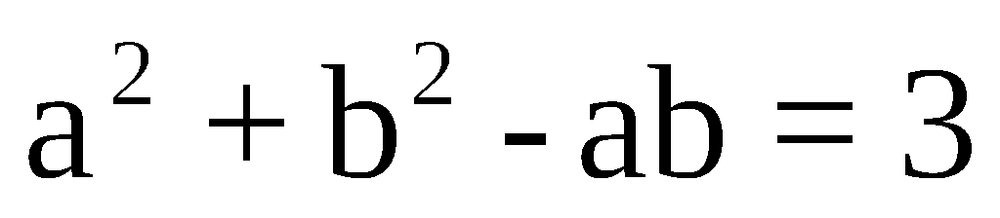 a² + b² - ab = 3